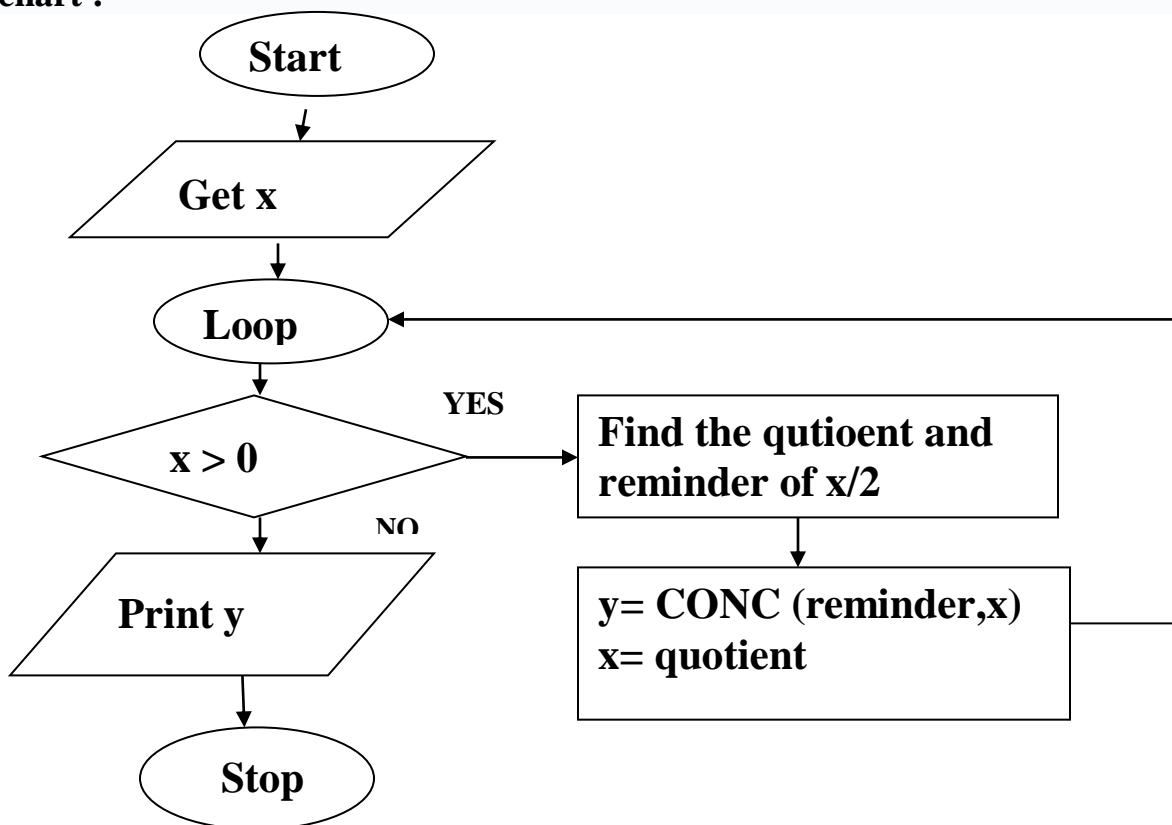 chart :
Start
Get x
Loop
YES
x > 0
Find the qutioent and
reminder of x/2
NO
Print y
y= CONC (reminder,x)
x= quotient
Stop